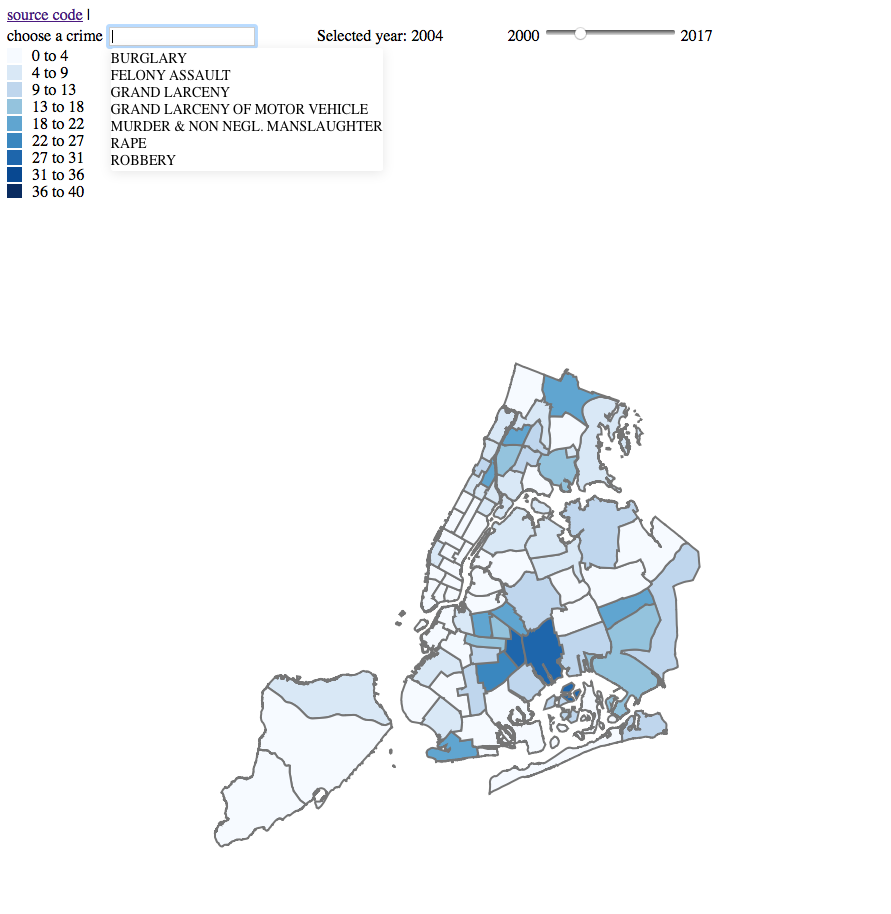 source code |
choose a crime Selected year: 2004 2000 2017
BURGLARY
FELONY ASSAULT
GRAND LARCENY
GRAND LARCENY OF MOTOR VEHICLE
MURDER & NON NEGL. MANSLAUGHTER
RAPE
ROBBERY
0 to 4
4 to 9
9 to 13
13 to 18
18 to 22
22 to 27
27 to 31
31 to 36
36 to 40